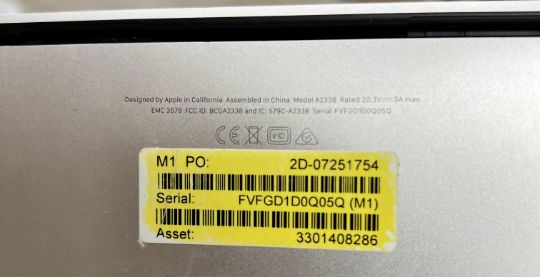 Designed by Apple in California Assembled in China Model A2338 Rated 20.3V⎓3A max.
EMC 3578 FCC ID: BCGA2338 and IC: 579C-A2338 Serial FVFGD1D0Q05Q
CE
M1 PO: 2D-07251754
Serial: FVFGD1D0Q05Q (M1)
Asset: 3301408286